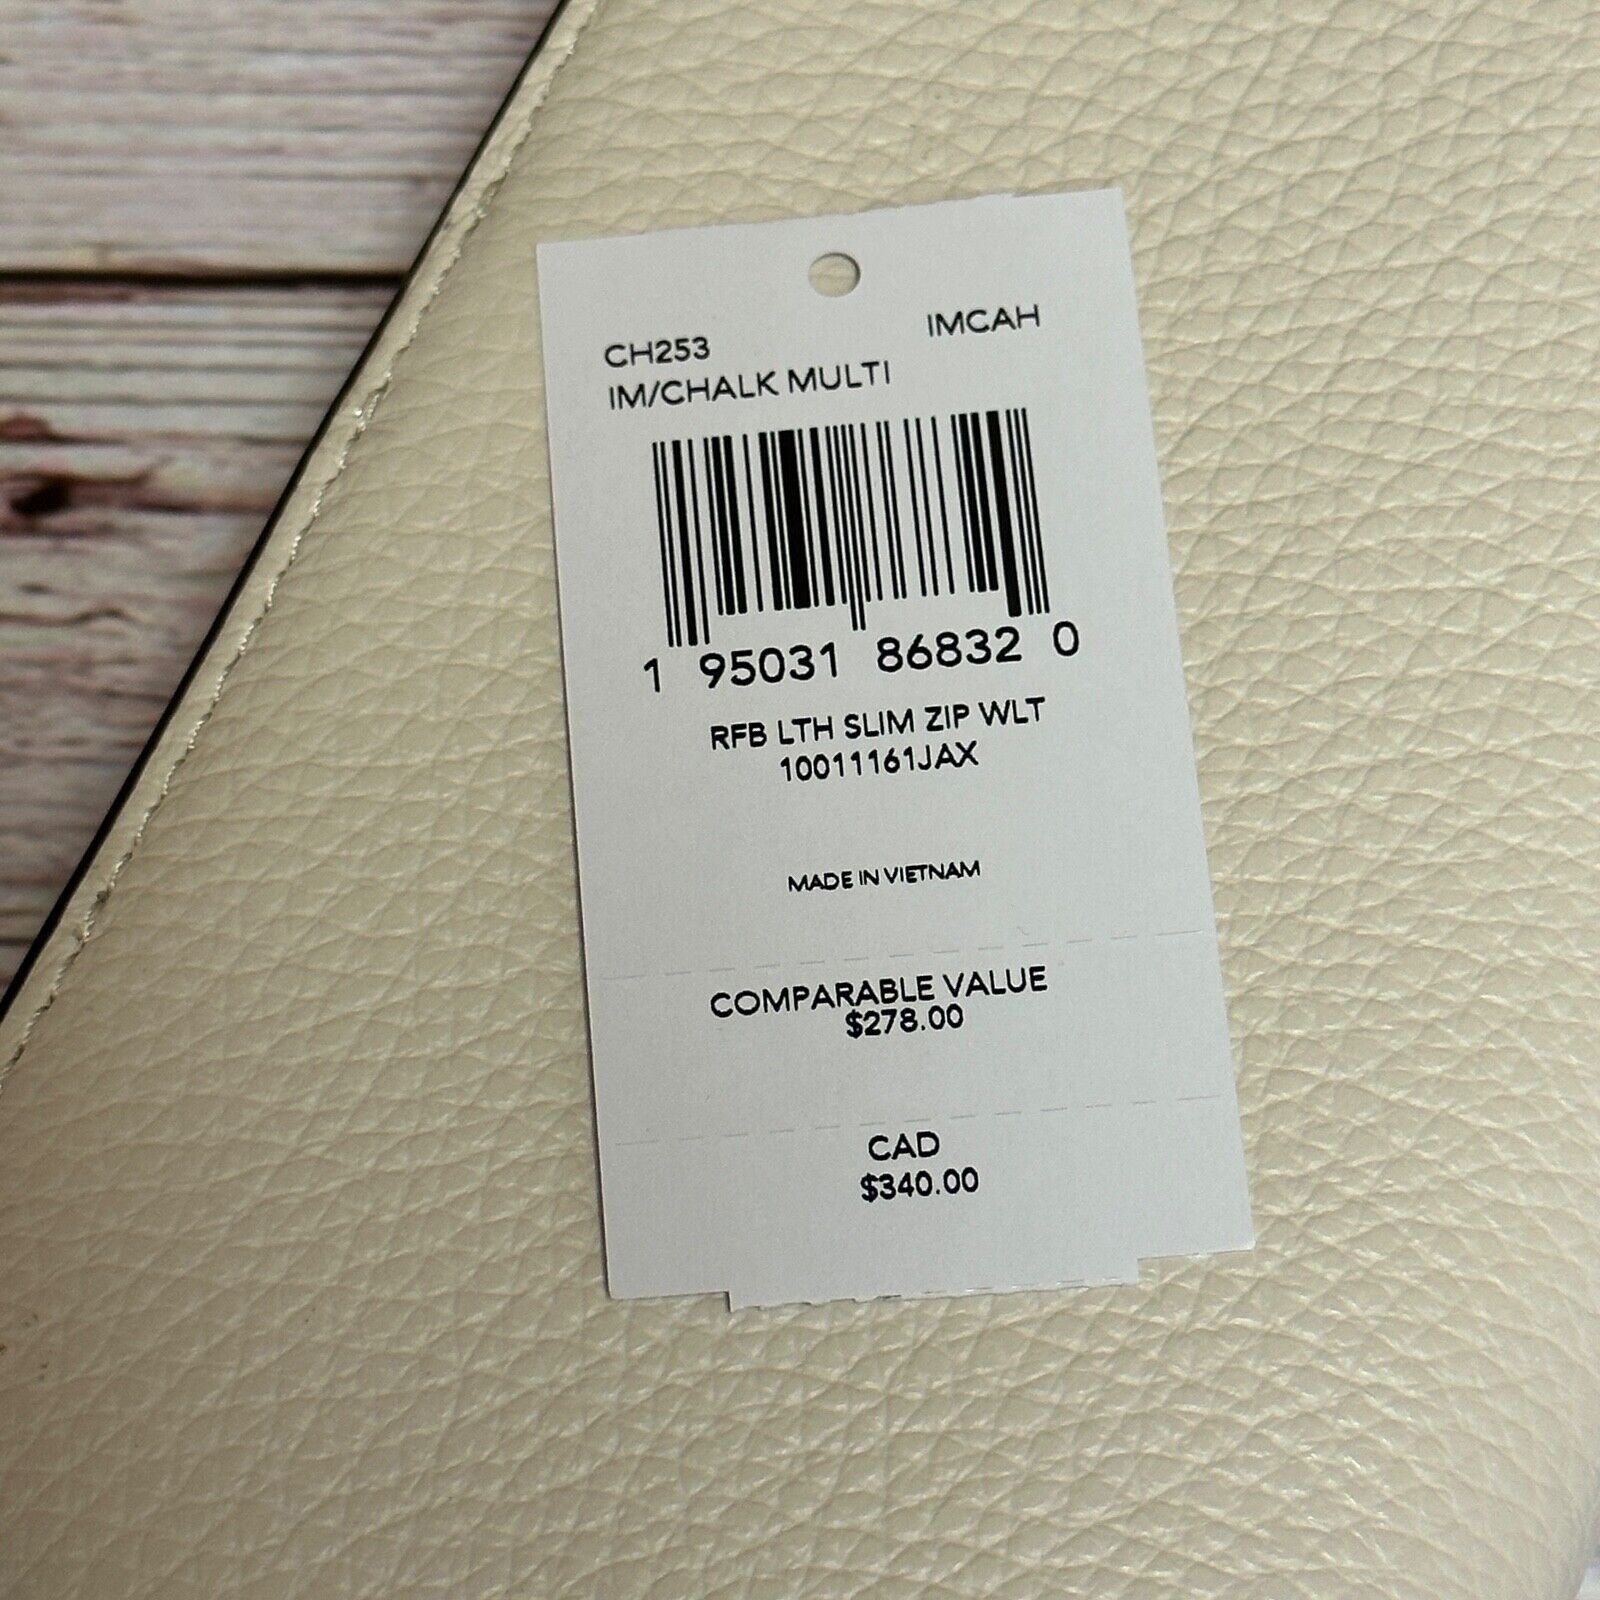 CH253 IMCAH
IM/CHALK MULTI
1 95031 86832 0
RFB LTH SLIM ZIP WLT
10011161JAX
MADE IN VIETNAM
COMPARABLE VALUE
$278.00
CAD
$340.00